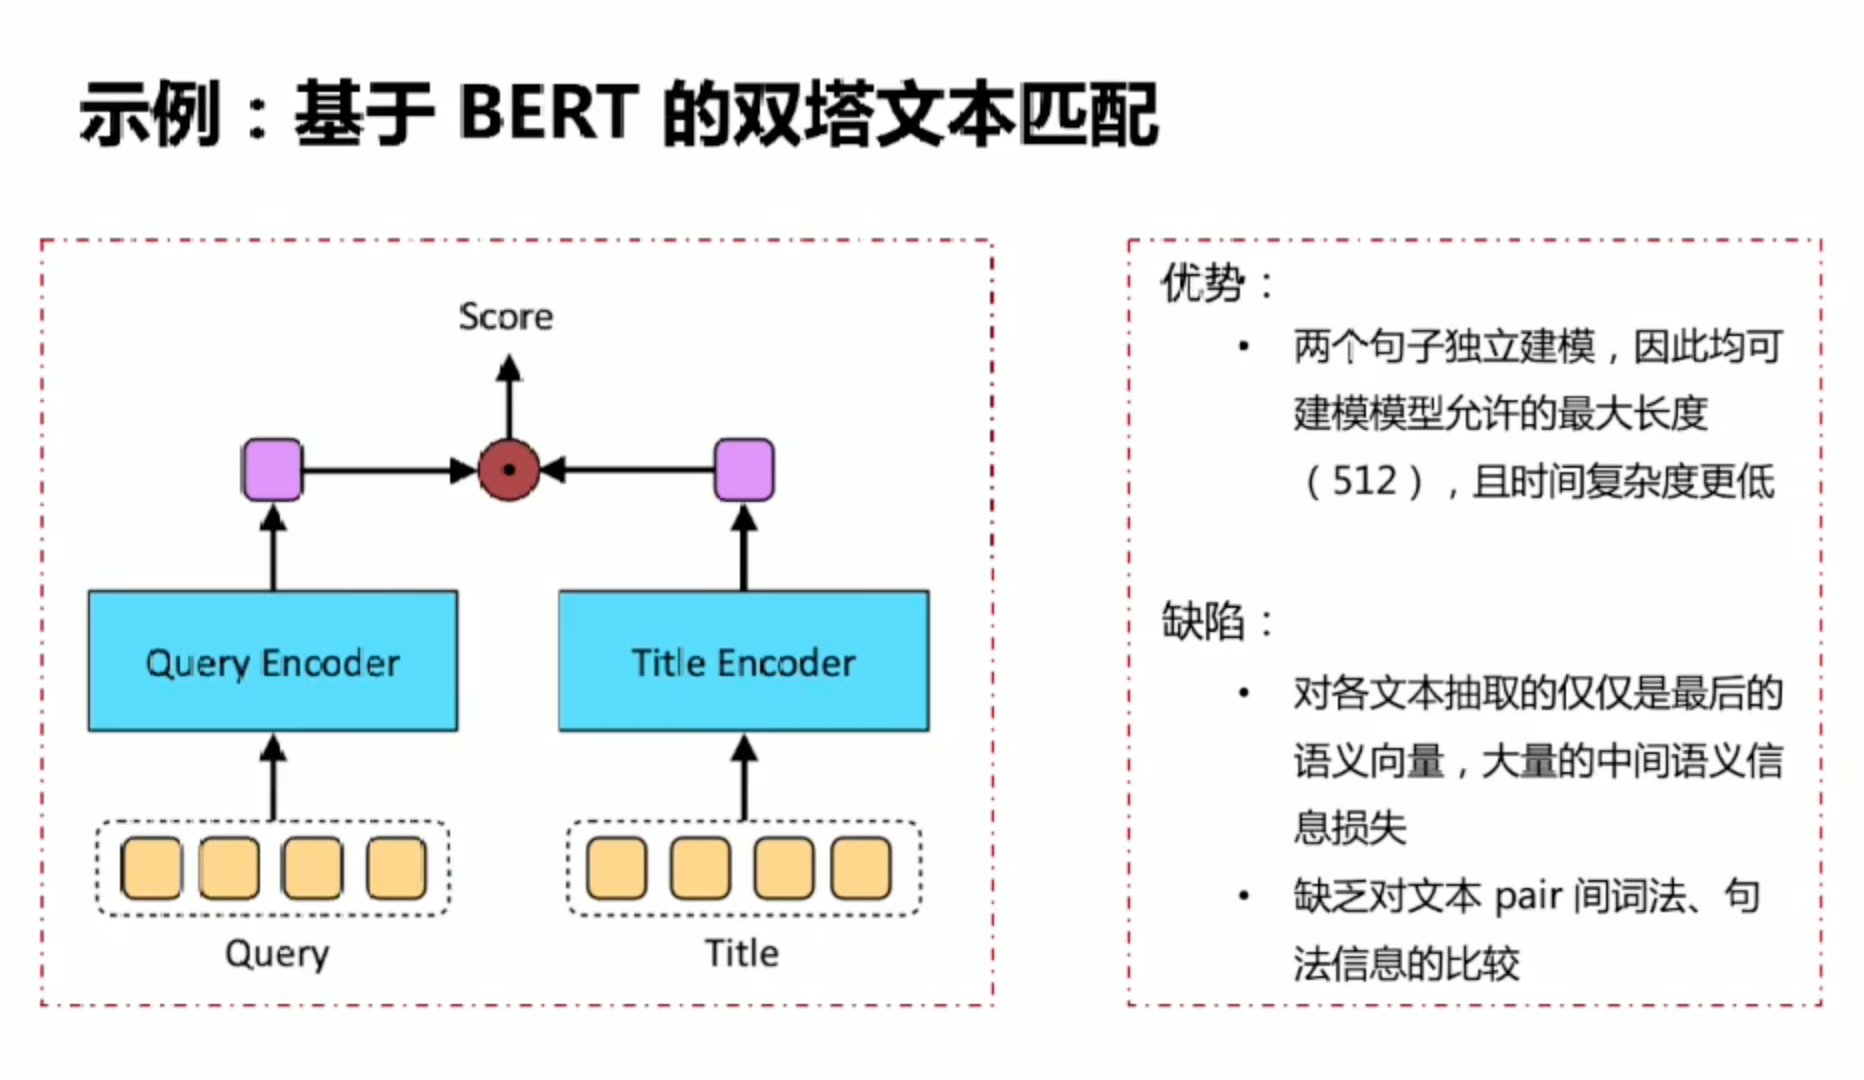 示例：基于 BERT 的双塔文本匹配
Score
Query Encoder
Title Encoder
Query
Title
优势：
• 两个句子独立建模，因此均可
建模模型允许的最大长度
（512），且时间复杂度更低
缺陷：
• 对各文本抽取的仅仅是最后的
语义向量，大量的中间语义信
息损失
• 缺乏对文本 pair 间词法、句
法信息的比较